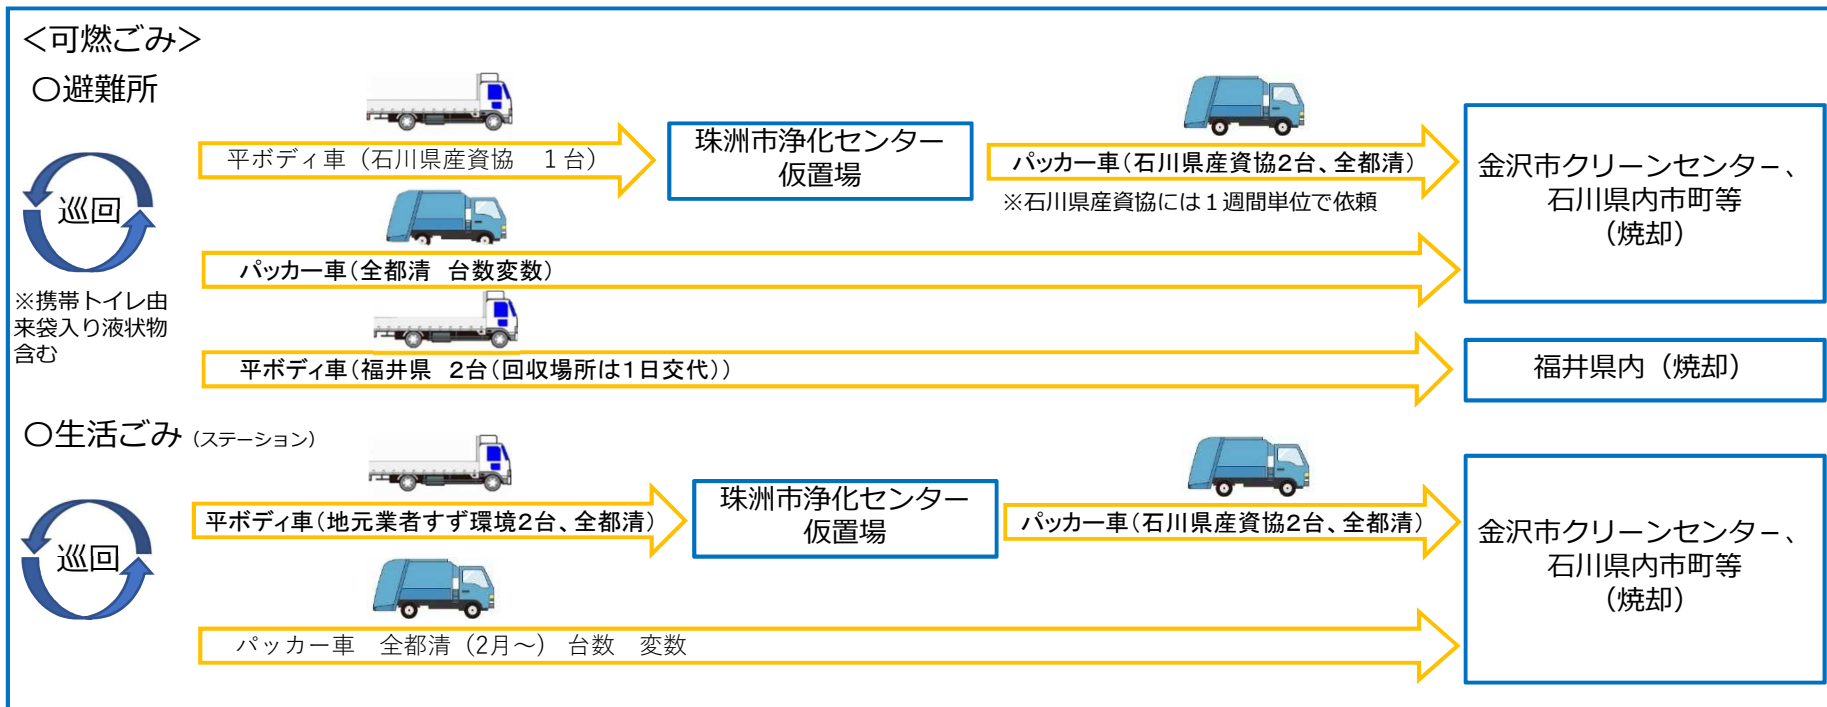 ＜可燃ごみ＞
〇避難所
平ボディ車（石川県産資協　１台）
珠洲市浄化センター
仮置場
パッカー車（石川県産資協2台、全都清）
※石川県産資協には１週間単位で依頼
金沢市クリーンセンター、
石川県内市町等
（焼却）
巡回
パッカー車（全都清　台数変数）
※携帯トイレ由
来袋入り液状物
含む
平ボディ車（福井県　2台（回収場所は1日交代））
福井県内（焼却）
〇生活ごみ（ステーション）
平ボディ車（地元業者すず環境2台、全都清）
珠洲市浄化センター
仮置場
パッカー車（石川県産資協2台、全都清）
金沢市クリーンセンター、
石川県内市町等
（焼却）
巡回
パッカー車　全都清（2月～）台数　変数